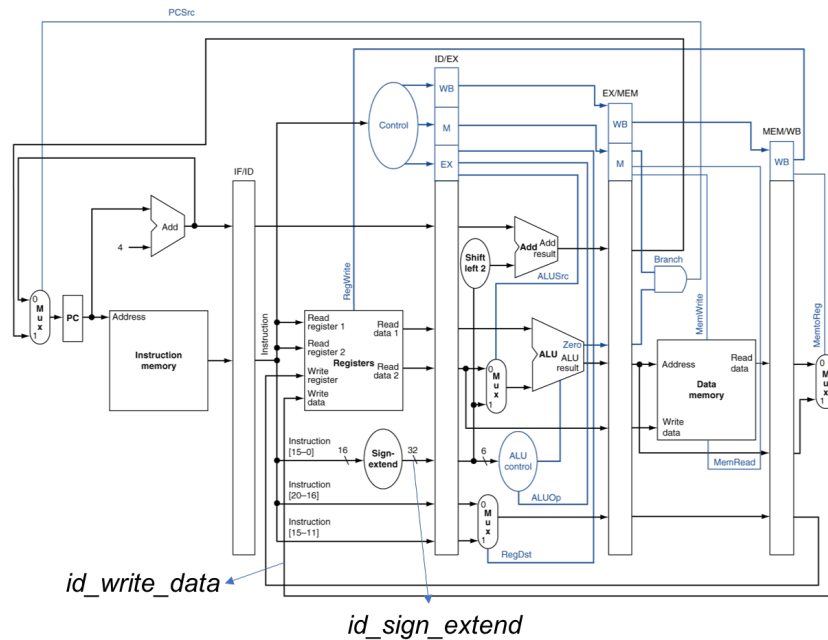 PCSrc
ID/EX
WB
EX/MEM
Control
M
WB
MEM/WB
EX
M
WB
IF/ID
Add
4
Shift
left 2
Add
Add
result
Branch
ALUSrc
RegWrite
MemWrite
MemtoReg
0
M
u
x
1
PC
Address
Instruction
memory
Instruction
Read
register 1
Read
data 1
Read
register 2
Registers
Read
data 2
Write
register
Write
data
Zero
ALU
ALU
result
0
M
u
x
1
Address
Read
data
Data
memory
Write
data
0
M
u
x
1
Instruction
[15–0]
16
Sign-
extend
32
6
ALU
control
MemRead
Instruction
[20–16]
ALUOp
0
M
u
x
1
Instruction
[15–11]
RegDst
id_write_data
id_sign_extend